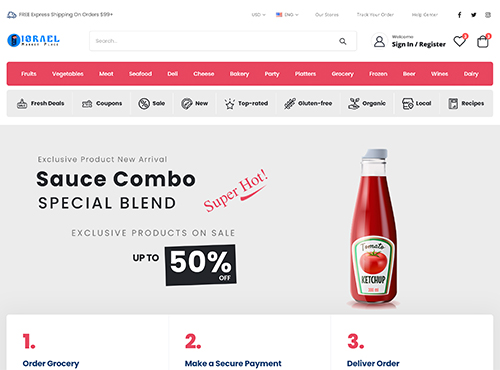 FREE Express Shipping On Orders $99+
USD
ENG
Our Stores
Track Your Order
Help Center
Market Place
Search...
Welcome
Sign In / Register
0
0
Fruits Vegetables Meat Seafood Deli Cheese Bakery Party Platters Grocery Frozen Beer Wines Dairy
Fresh Deals Coupons Sale New Top-rated Gluten-free Organic Local Recipes
Exclusive Product New Arrival
Sauce Combo
SPECIAL BLEND
Super Hot!
EXCLUSIVE PRODUCTS ON SALE
UP TO
50%
OFF
Tomato
KETCHUP
1. 2. 3.
Order Grocery Make a Secure Payment Deliver Order